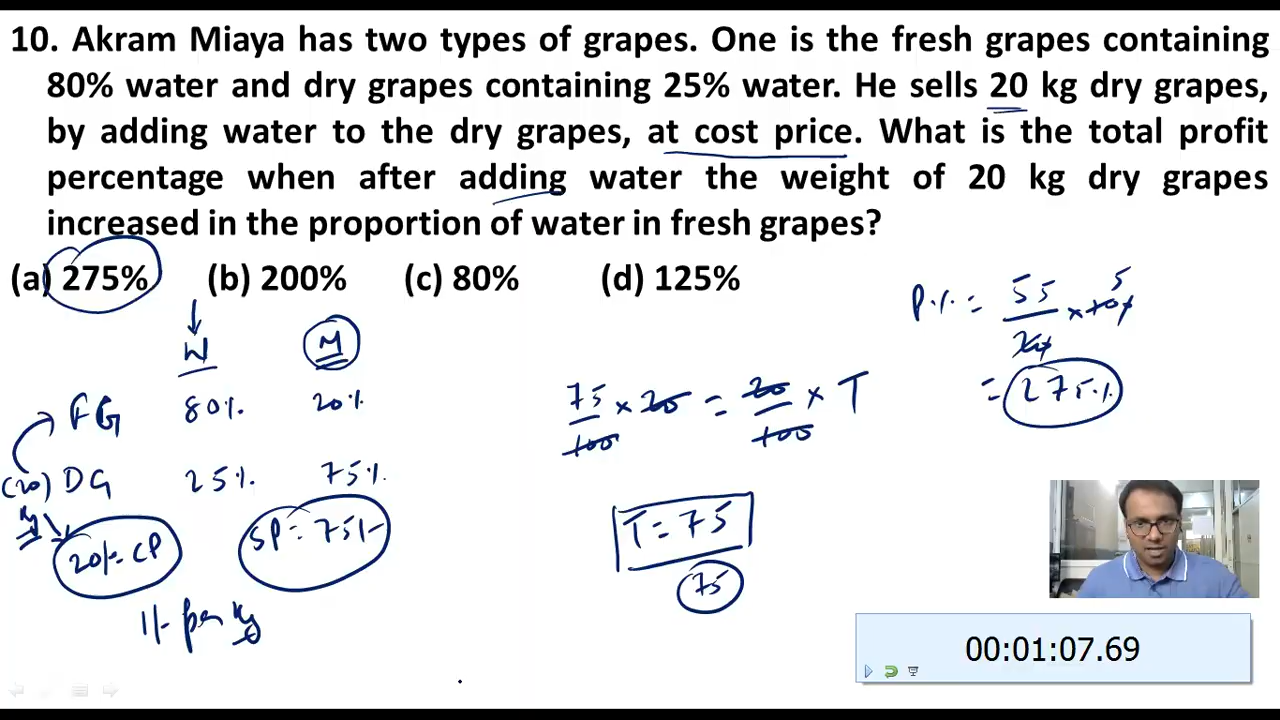 10. Akram Miaya has two types of grapes. One is the fresh grapes containing
80% water and dry grapes containing 25% water. He sells 20 kg dry grapes,
by adding water to the dry grapes, at cost price. What is the total profit
percentage when after adding water the weight of 20 kg dry grapes
increased in the proportion of water in fresh grapes?
(a) 275% (b) 200% (c) 80% (d) 125%
W M
FG 80% 20%
(20) DG 25% 75%
Kg
20/- CP SP = 75/-
1/- per Kg
75/100 × 20 = 20/100 × T
T = 75
75
P.% = 55/20 × 100 5
= 275%
00:01:07.69